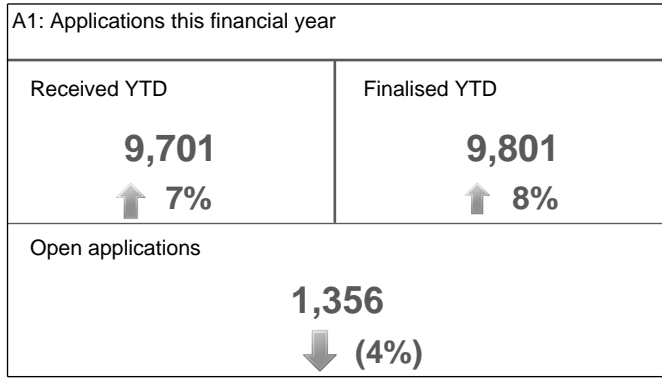 A1: Applications this financial year
Received YTD
9,701
7%
Finalised YTD
9,801
8%
Open applications
1,356
(4%)